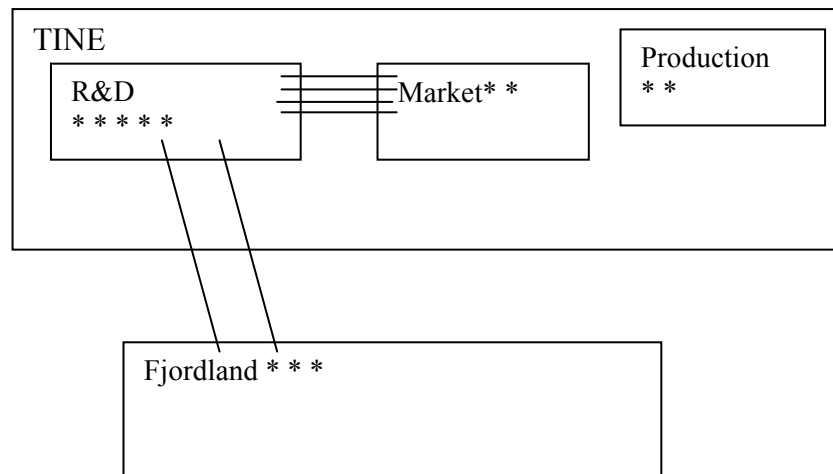 TINE
R&D
* * * * *
Market* *
Production
* *
Fjordland * * *